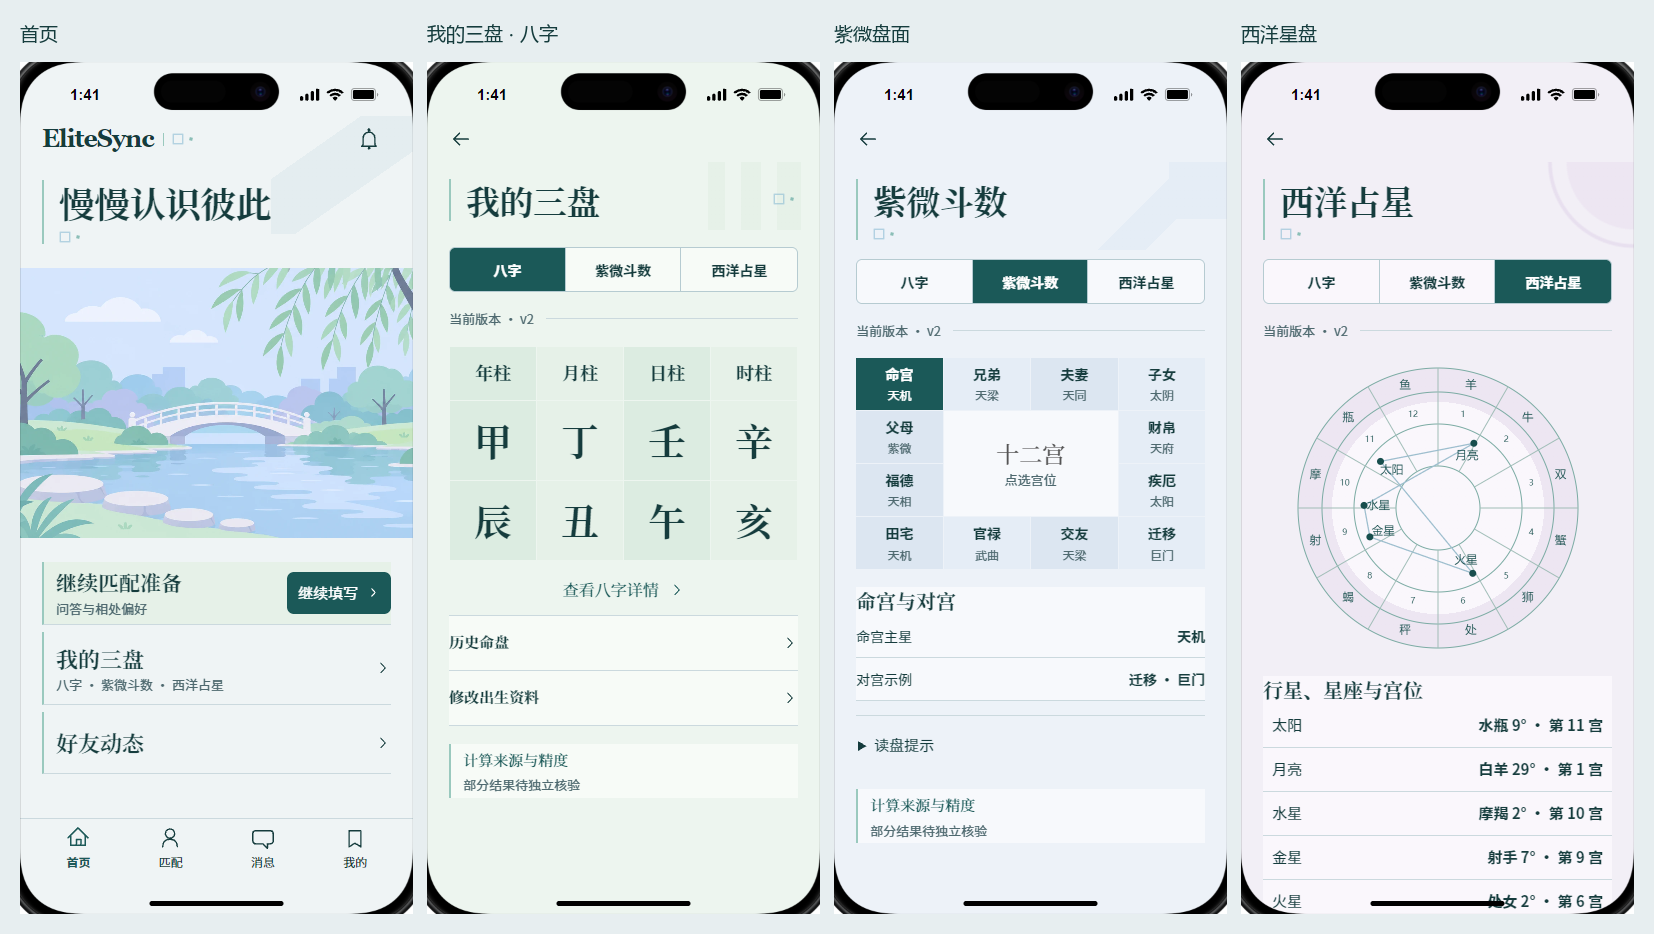 首页
1:41
EliteSync
慢慢认识彼此
继续匹配准备
问答与相处偏好
继续填写
我的三盘
八字 • 紫微斗数 • 西洋占星
好友动态
首页 匹配 消息 我的
我的三盘 · 八字
1:41
我的三盘
八字 紫微斗数 西洋占星
当前版本 • v2
年柱 月柱 日柱 时柱
甲 丁 壬 辛
辰 丑 午 亥
查看八字详情
历史命盘
修改出生资料
计算来源与精度
部分结果待独立核验
紫微盘面
1:41
紫微斗数
八字 紫微斗数 西洋占星
当前版本 • v2
命宫 兄弟 夫妻 子女
天机 天梁 天同 太阴
父母 财帛
紫微 天府
十二宫
点选宫位
福德 疾厄
天相 太阳
田宅 官禄 交友 迁移
天机 武曲 天梁 巨门
命宫与对宫
命宫主星 天机
对宫示例 迁移 • 巨门
读盘提示
计算来源与精度
部分结果待独立核验
西洋星盘
1:41
西洋占星
八字 紫微斗数 西洋占星
当前版本 • v2
鱼 羊
瓶 12 1 牛
11 2
月亮
太阳
摩 10 3 双
水星
金星
射 9 4 蟹
火星
8 5
蝎 7 6 狮
秤 处
行星、星座与宫位
太阳 水瓶 9° • 第 11 宫
月亮 白羊 29° • 第 1 宫
水星 摩羯 2° • 第 10 宫
金星 射手 7° • 第 9 宫
火星 处女 2° • 第 6 宫